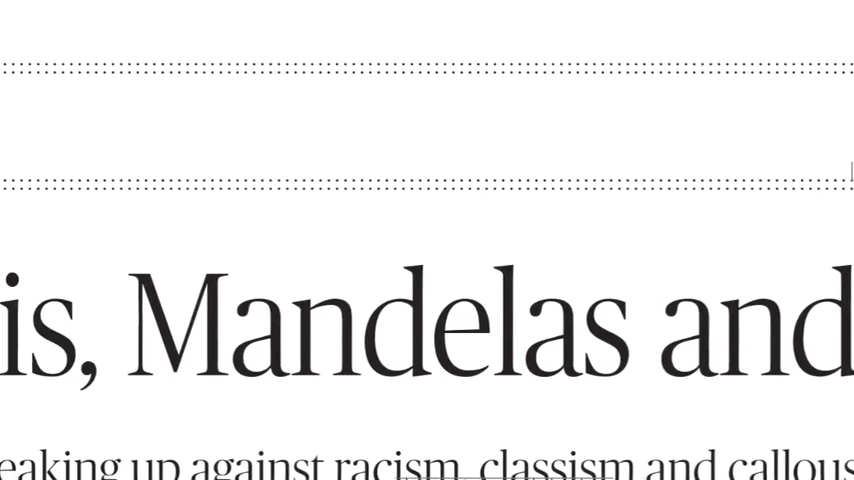 is, Mandelas and
eaking up against racism, classism and callous